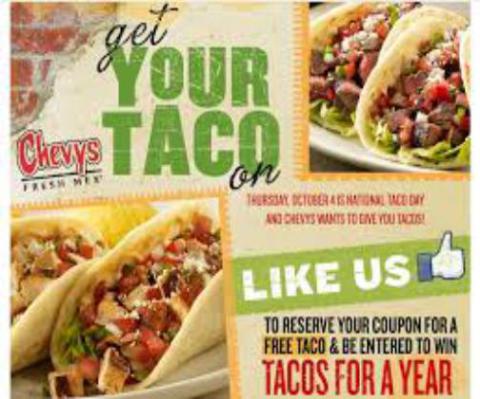 get
YOUR
TACO
on
Chevys
FRESH MEX
THURSDAY, OCTOBER 4 IS NATIONAL TACO DAY
AND CHEVYS WANTS TO GIVE YOU TACOS!
LIKE US
TO RESERVE YOUR COUPON FOR A
FREE TACO & BE ENTERED TO WIN
TACOS FOR A YEAR